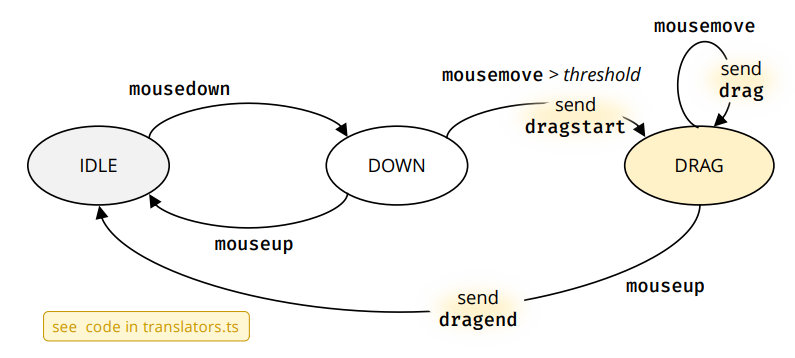 mousemove
mousemove > threshold
send
drag
mousedown
send
dragstart
IDLE
DOWN
DRAG
mouseup
mouseup
send
dragend
see code in translators.ts